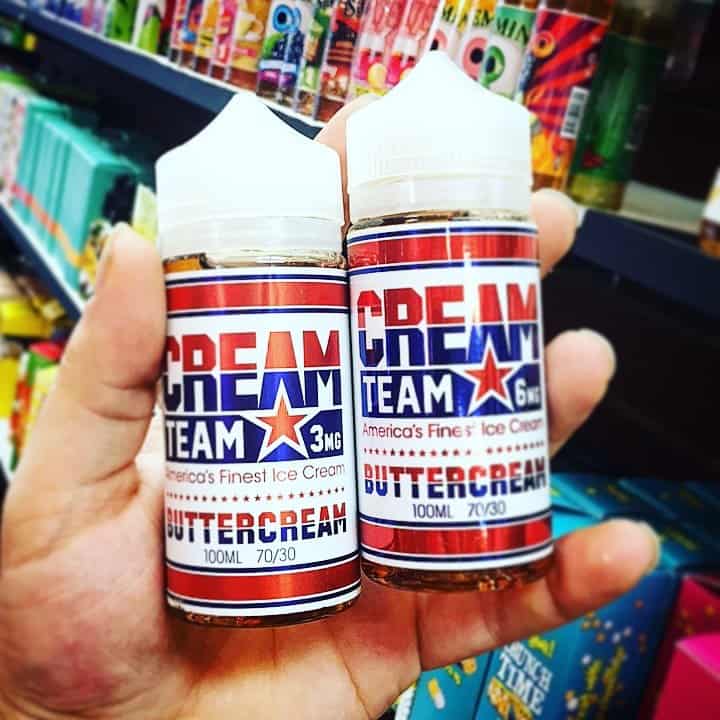 CREAM
TEAM 3MG
America's Finest Ice Cream
BUTTERCREAM
100ML 70/30
CREAM
TEAM 6MG
America's Finest Ice Cream
BUTTERCREAM
100ML 70/30
TIME